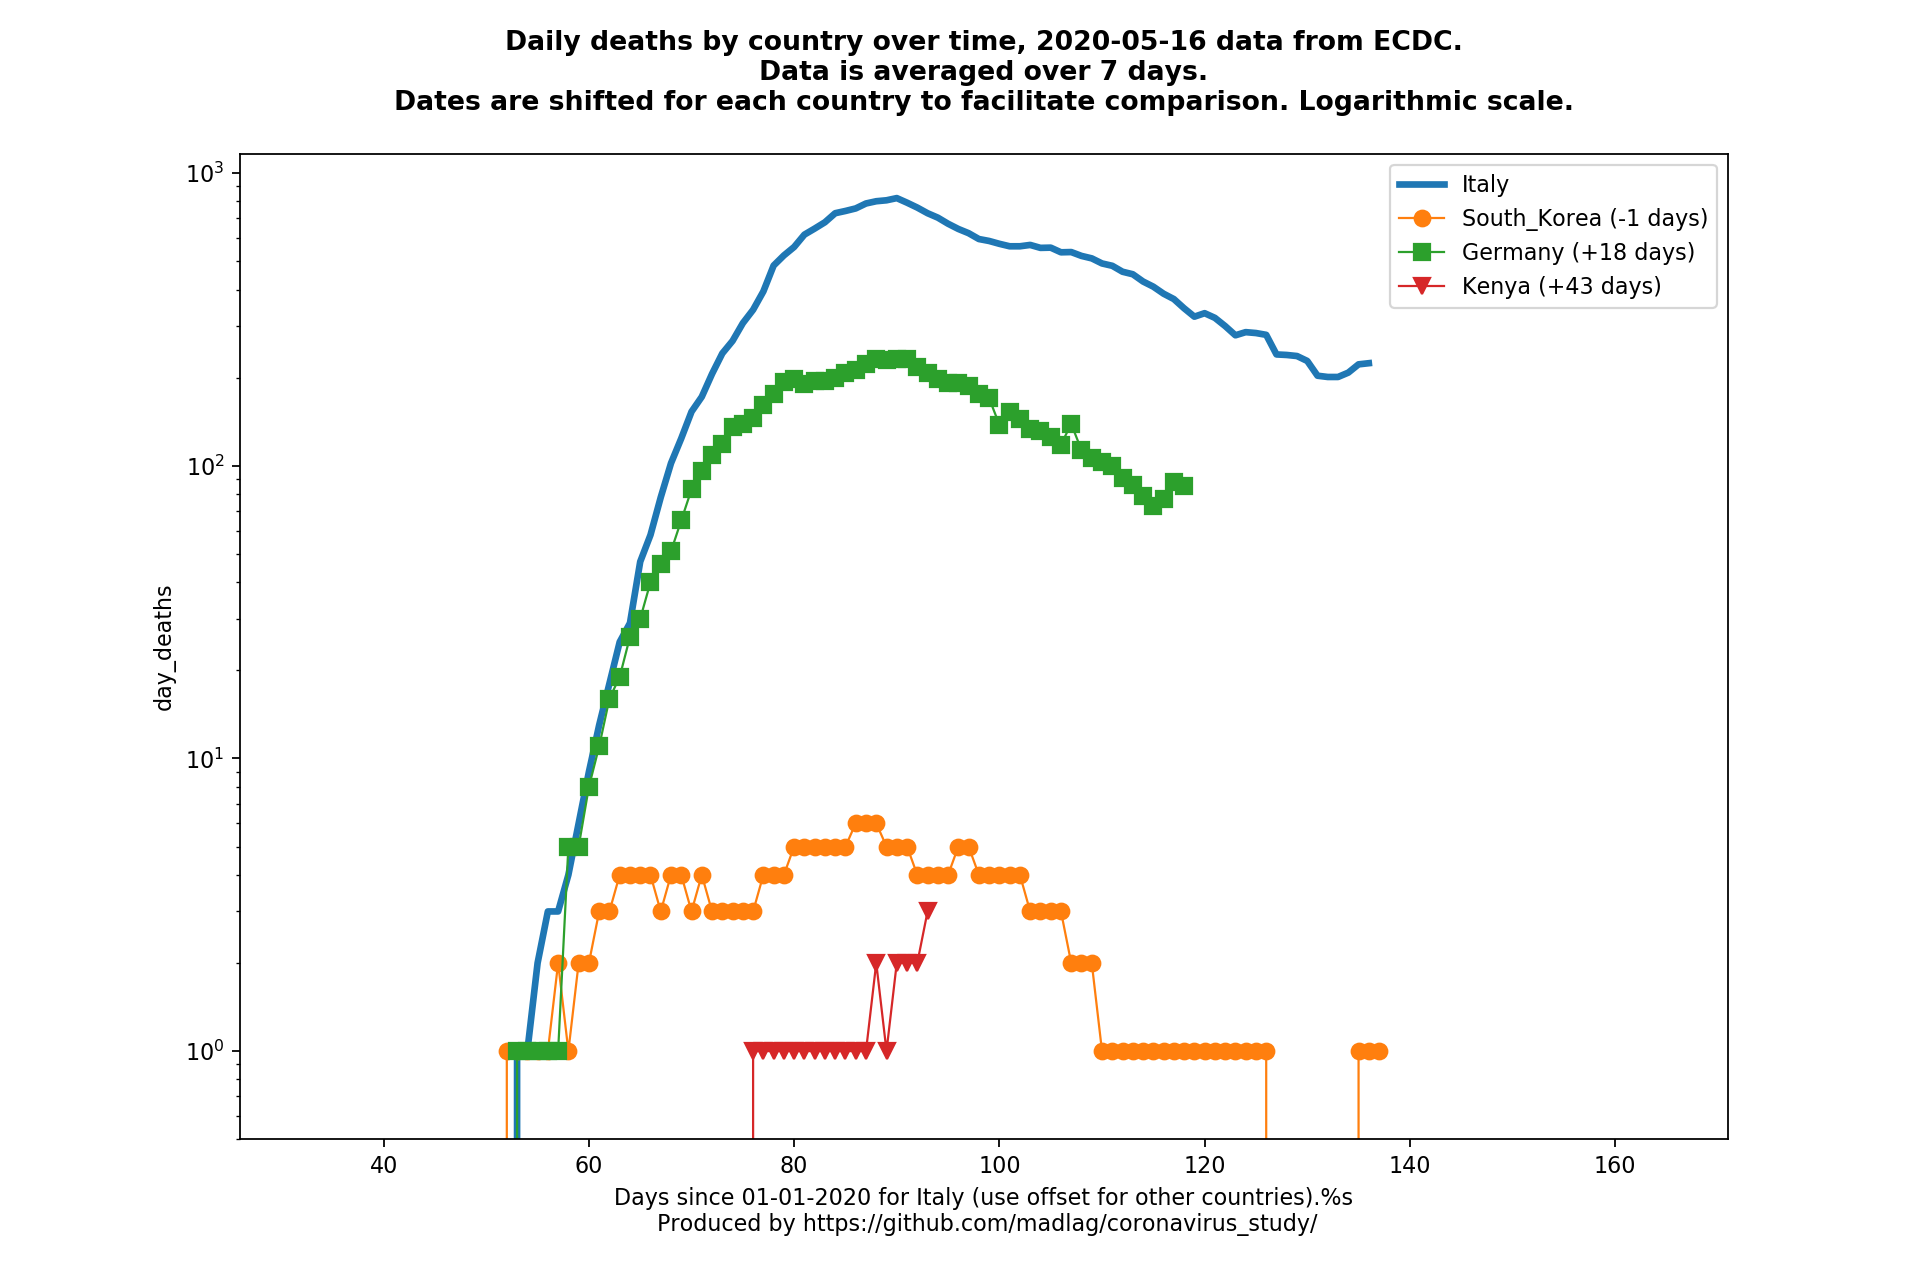 Daily deaths by country over time, 2020-05-16 data from ECDC.
Data is averaged over 7 days.
Dates are shifted for each country to facilitate comparison. Logarithmic scale.
10³
10²
10¹
10⁰
day_deaths
Italy
South_Korea (-1 days)
Germany (+18 days)
Kenya (+43 days)
40 60 80 100 120 140 160
Days since 01-01-2020 for Italy (use offset for other countries).%s
Produced by https://github.com/madlag/coronavirus_study/